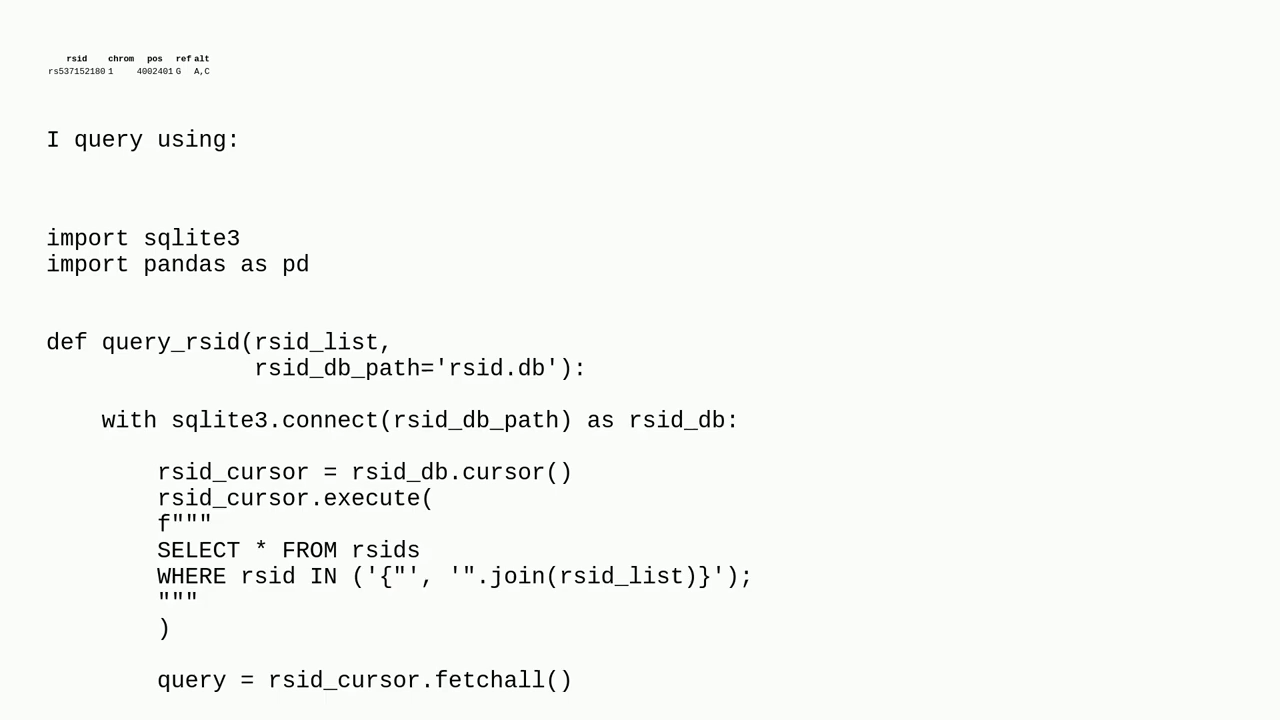 rsid chrom pos ref alt
rs537152180 1 4002401 G A,C
I query using:
import sqlite3
import pandas as pd
def query_rsid(rsid_list,
               rsid_db_path='rsid.db'):
    with sqlite3.connect(rsid_db_path) as rsid_db:
        rsid_cursor = rsid_db.cursor()
        rsid_cursor.execute(
        f"""
        SELECT * FROM rsids
        WHERE rsid IN ('{"', '".join(rsid_list)}');
        """
        )
        query = rsid_cursor.fetchall()